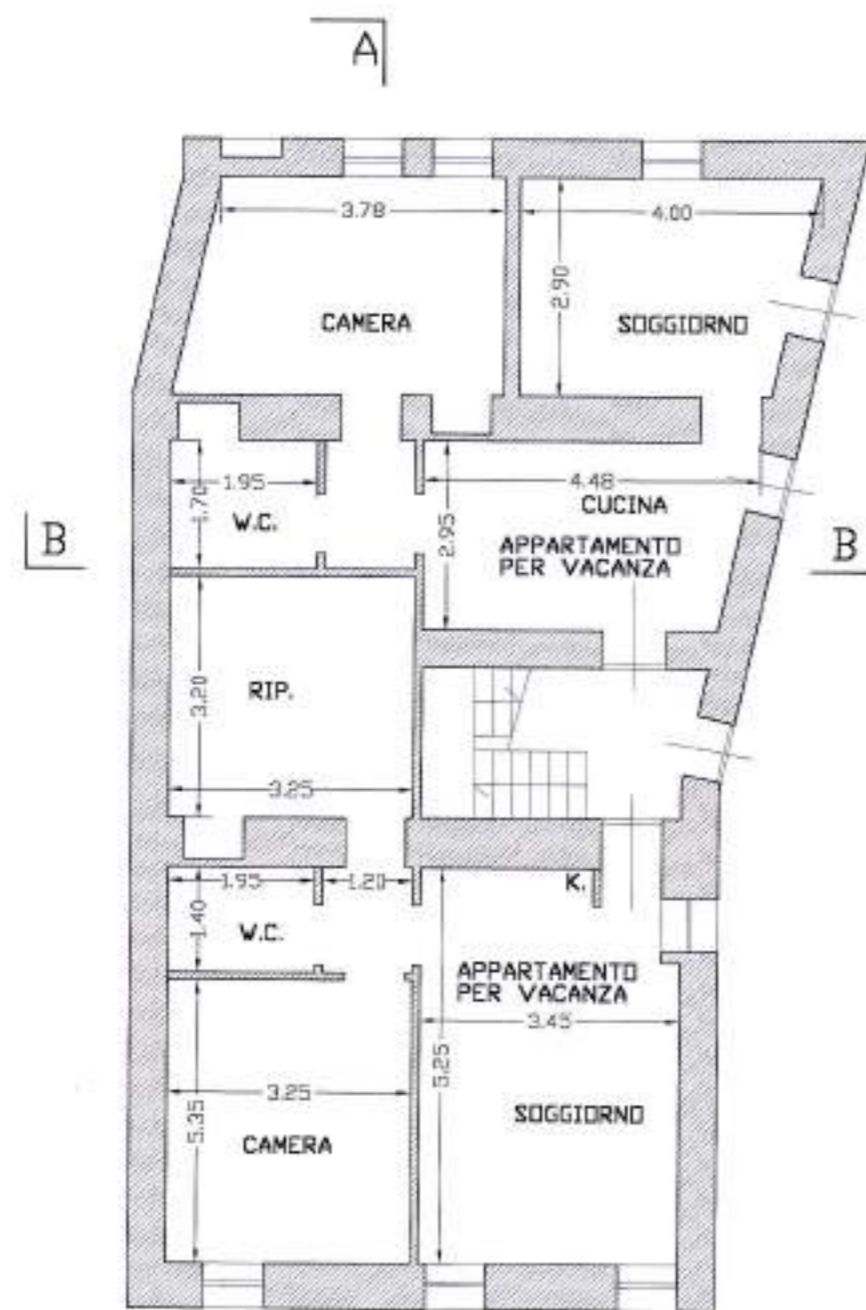 A
3.78
4.00
2.90
CAMERA
SOGGIORNO
1.95
1.70
W.C.
4.48
CUCINA
2.95
APPARTAMENTO
PER VACANZA
B
B
RIP.
3.20
3.25
1.95
1.20
K.
1.40
W.C.
APPARTAMENTO
PER VACANZA
3.45
5.25
3.25
5.35
SOGGIORNO
CAMERA